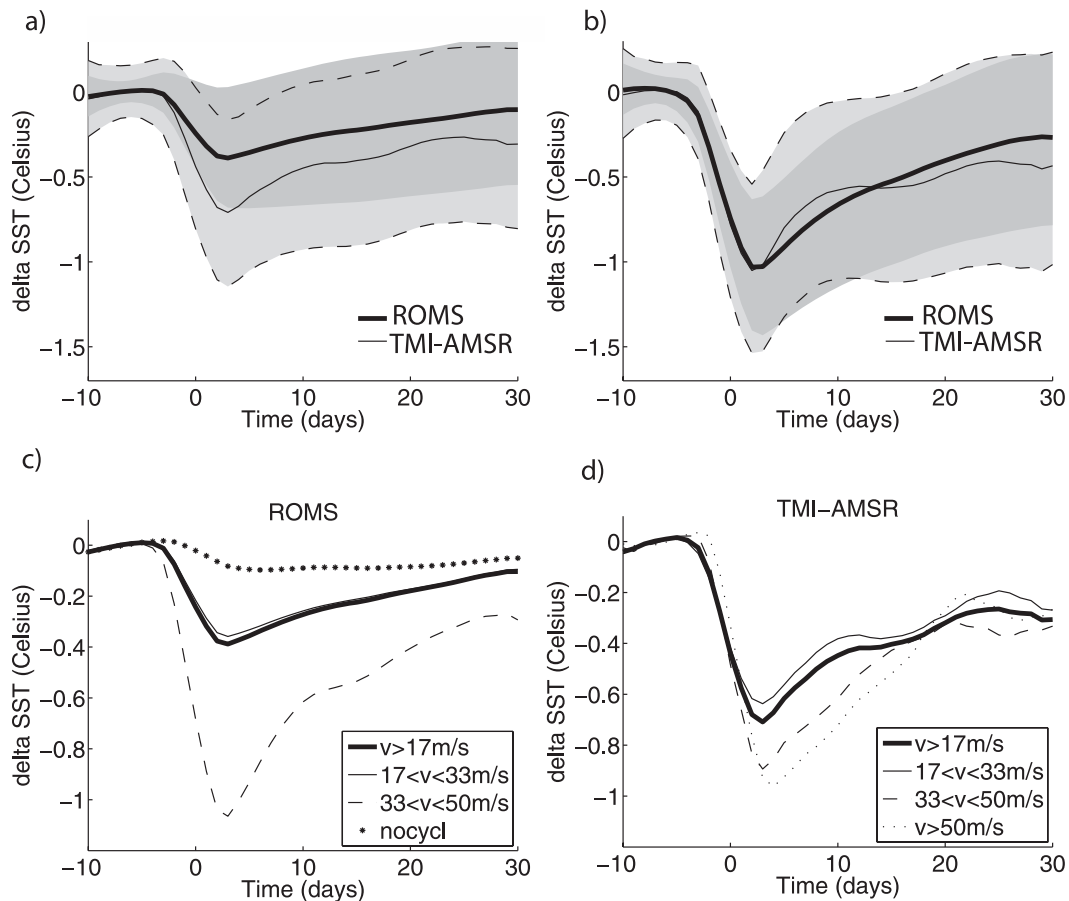 a)
0
−0.5
−1
−1.5
delta SST (Celsius)
ROMS
TMI-AMSR
−10 0 10 20 30
Time (days)
b)
0
−0.5
−1
−1.5
delta SST (Celsius)
ROMS
TMI-AMSR
−10 0 10 20 30
Time (days)
c)
ROMS
0
−0.2
−0.4
−0.6
−0.8
−1
delta SST (Celsius)
v>17m/s
17<v<33m/s
33<v<50m/s
nocycl
−10 0 10 20 30
Time (days)
d)
TMI−AMSR
0
−0.2
−0.4
−0.6
−0.8
−1
delta SST (Celsius)
v>17m/s
17<v<33m/s
33<v<50m/s
v>50m/s
−10 0 10 20 30
Time (days)